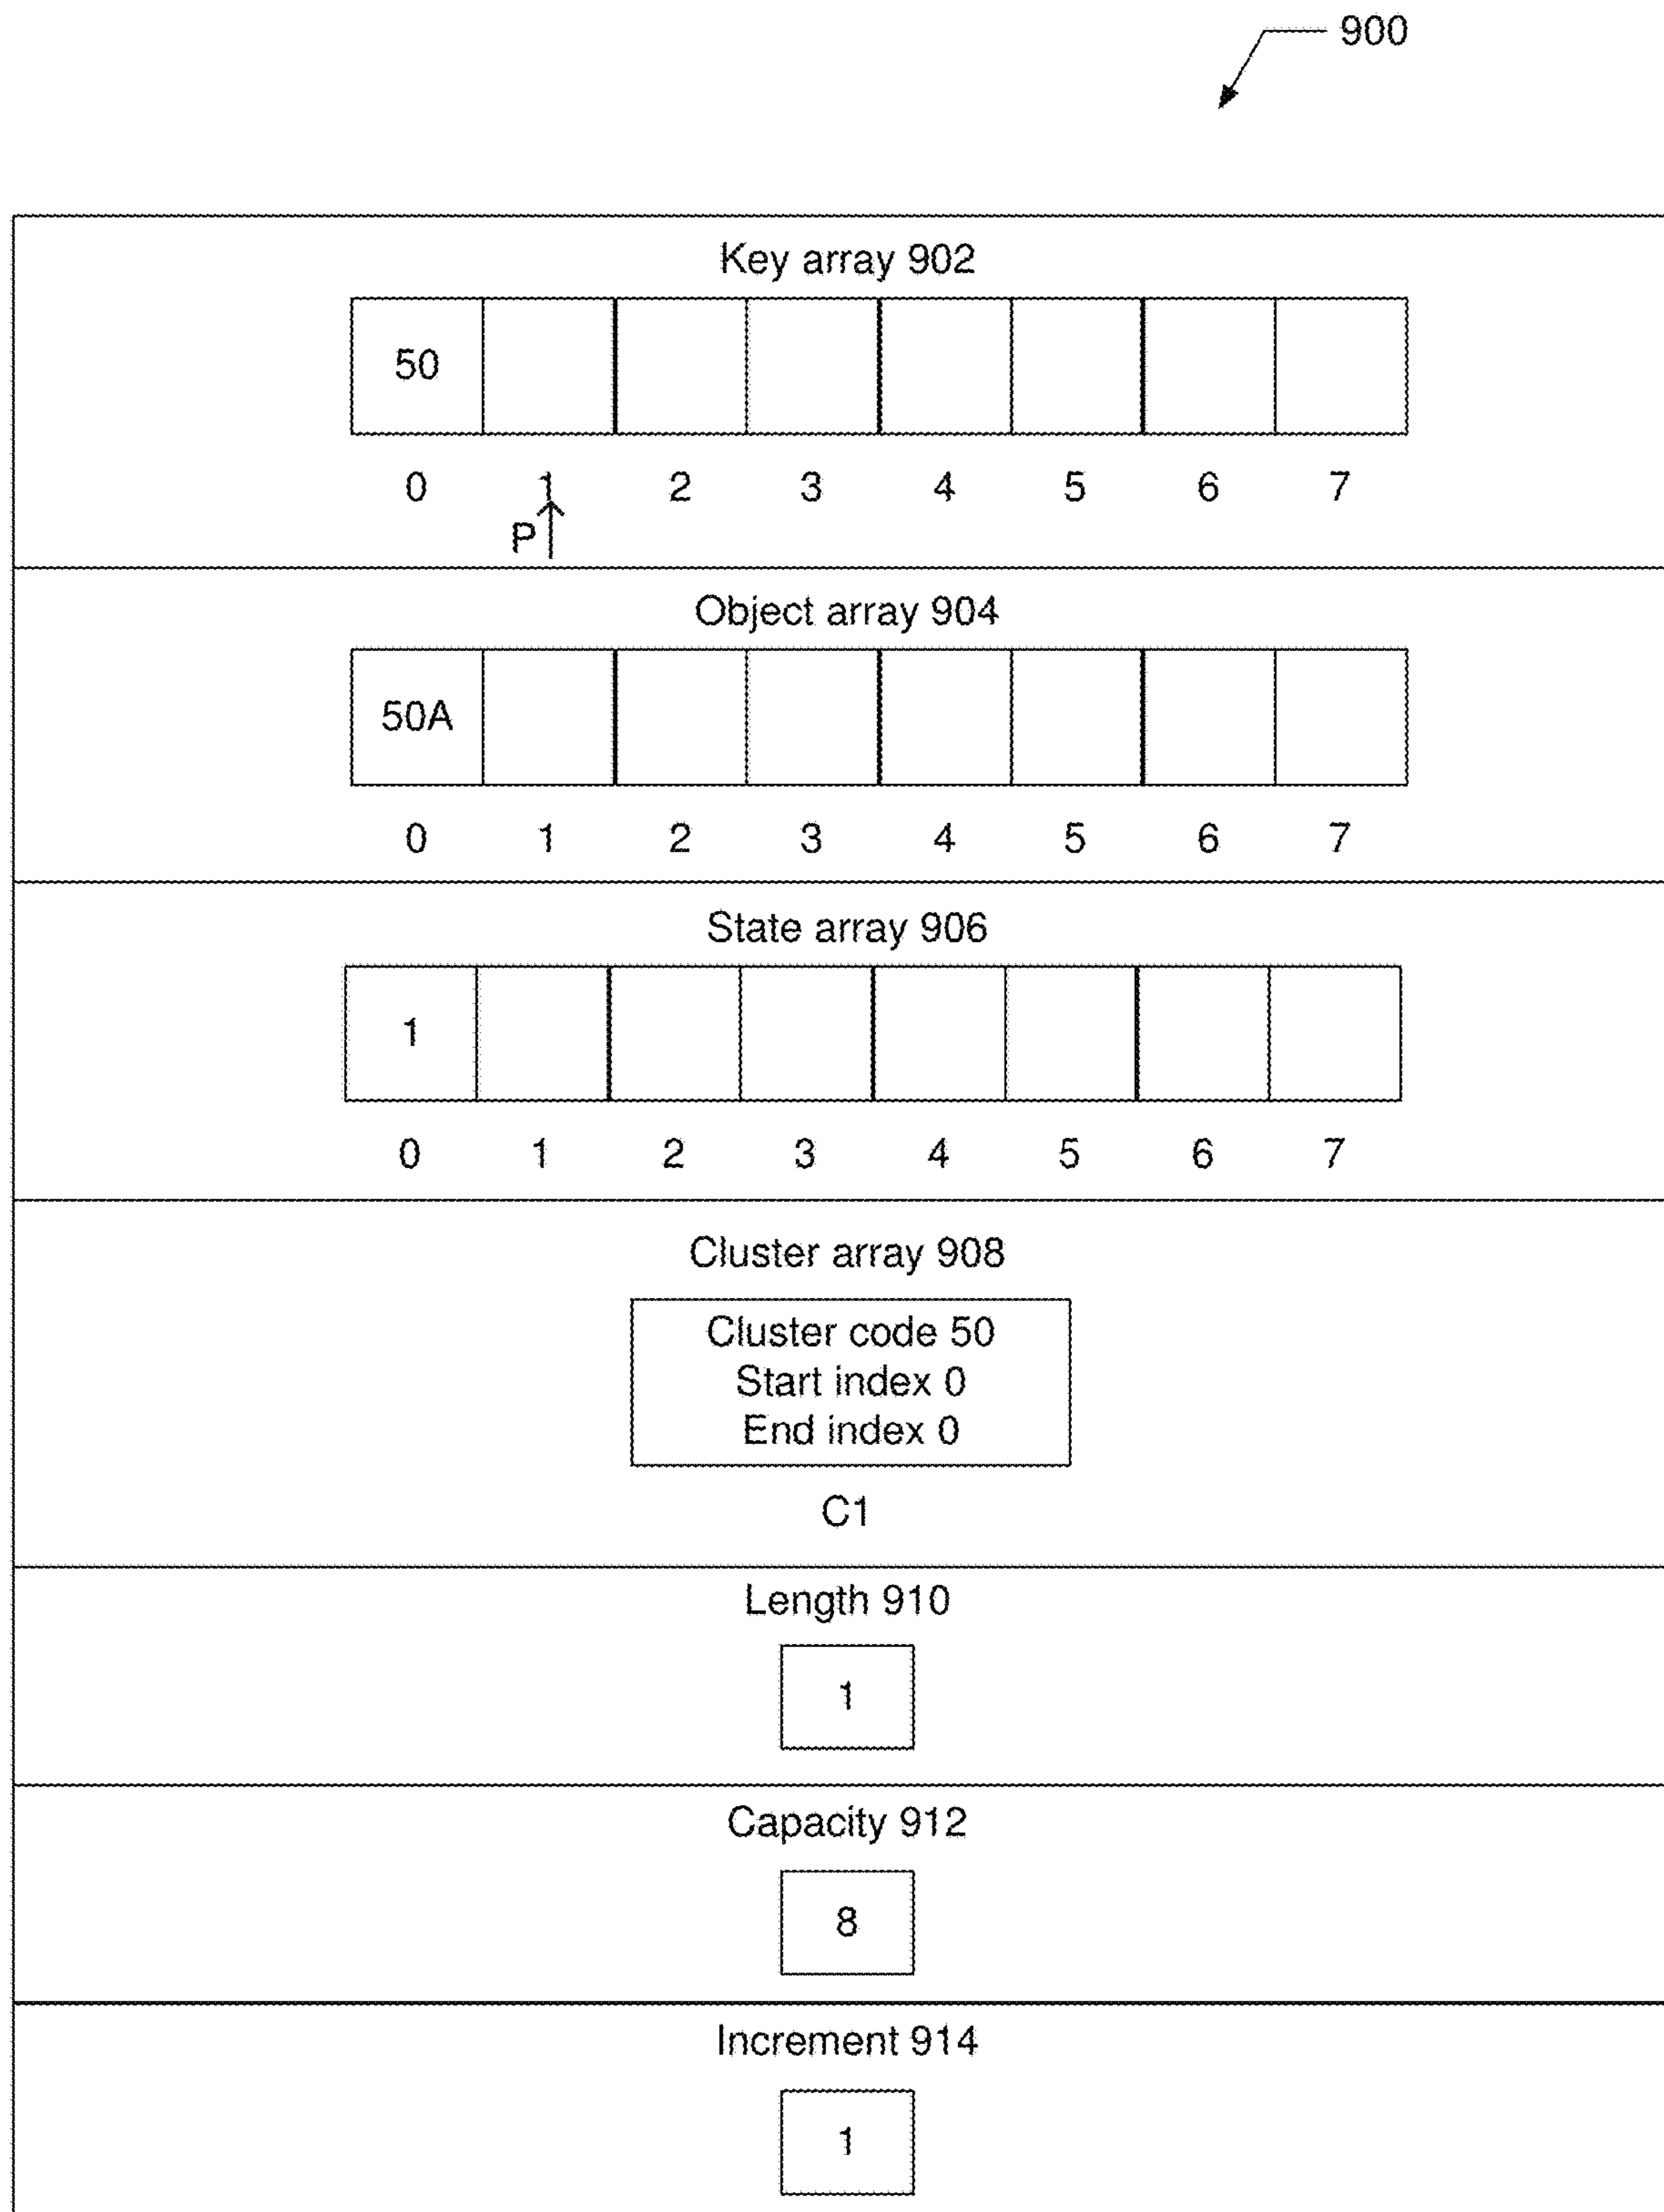 900
Key array 902
50
0 1 2 3 4 5 6 7
P
Object array 904
50A
0 1 2 3 4 5 6 7
State array 906
1
0 1 2 3 4 5 6 7
Cluster array 908
Cluster code 50
Start index 0
End index 0
C1
Length 910
1
Capacity 912
8
Increment 914
1